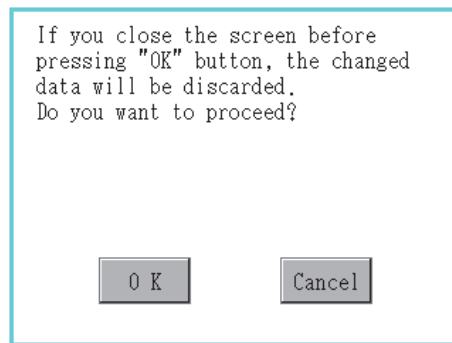 If you close the screen before
pressing "OK" button, the changed
data will be discarded.
Do you want to proceed?
O K
Cancel